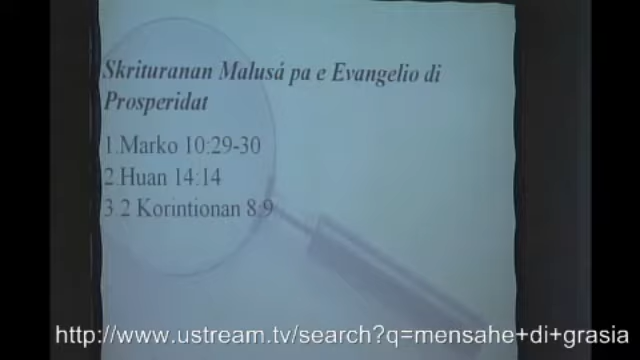 Skrituranan Malusá pa e Evangelio di
Prosperidat
1.Marko 10:29-30
2.Huan 14:14
3.2 Korintionan 8:9
http://www.ustream.tv/search?q=mensahe+di+grasia